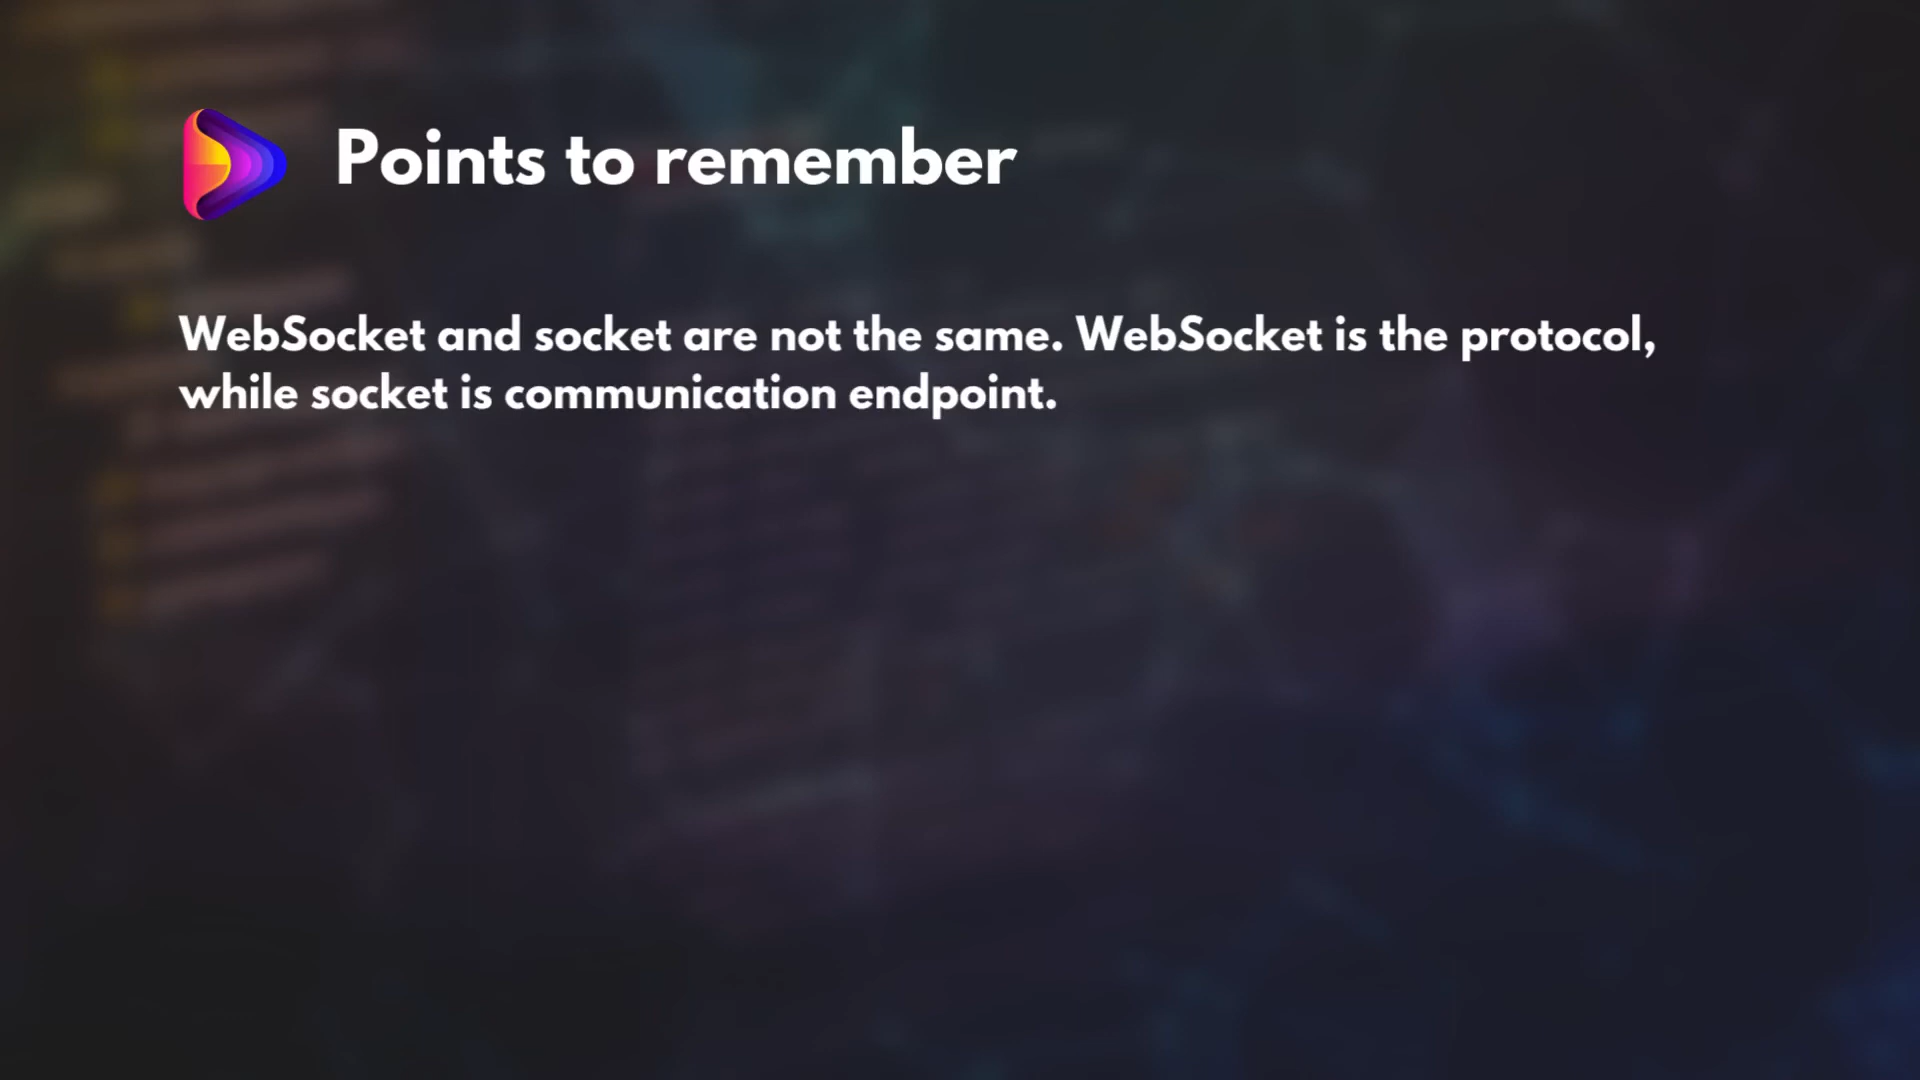 Points to remember
WebSocket and socket are not the same. WebSocket is the protocol,
while socket is communication endpoint.